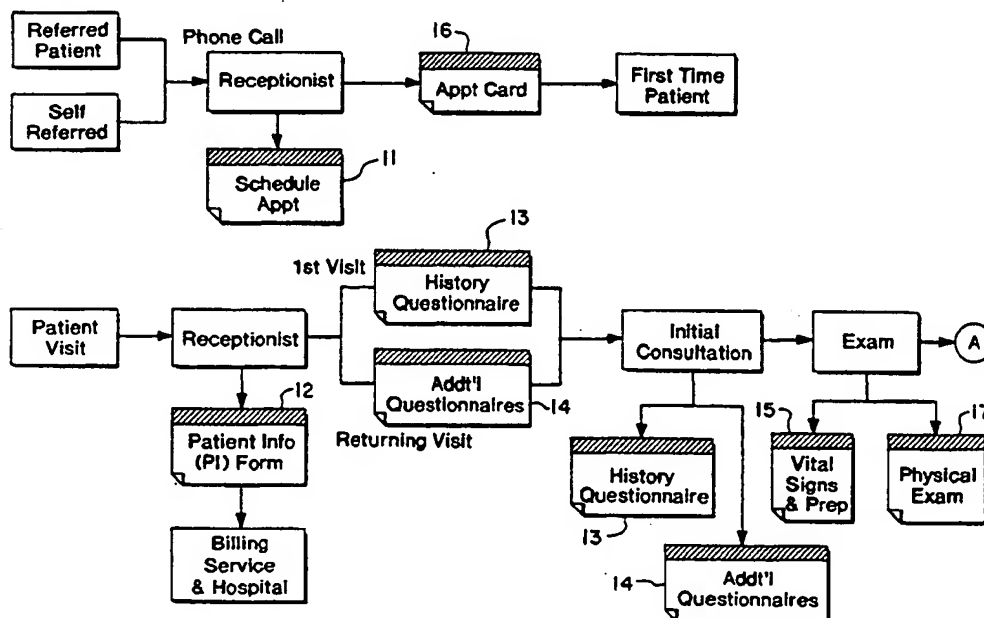 Referred
Patient
Phone Call
Receptionist
16
Appt Card
First Time
Patient
Self
Referred
11
Schedule
Appt
13
1st Visit
History
Questionnaire
Patient
Visit
Receptionist
Initial
Consultation
Exam
A
Addt'l
Questionnaires
14
Returning Visit
12
Patient Info
(PI) Form
Billing
Service
& Hospital
History
Questionnaire
13
15
Vital
Signs
& Prep
17
Physical
Exam
14
Addt'l
Questionnaires